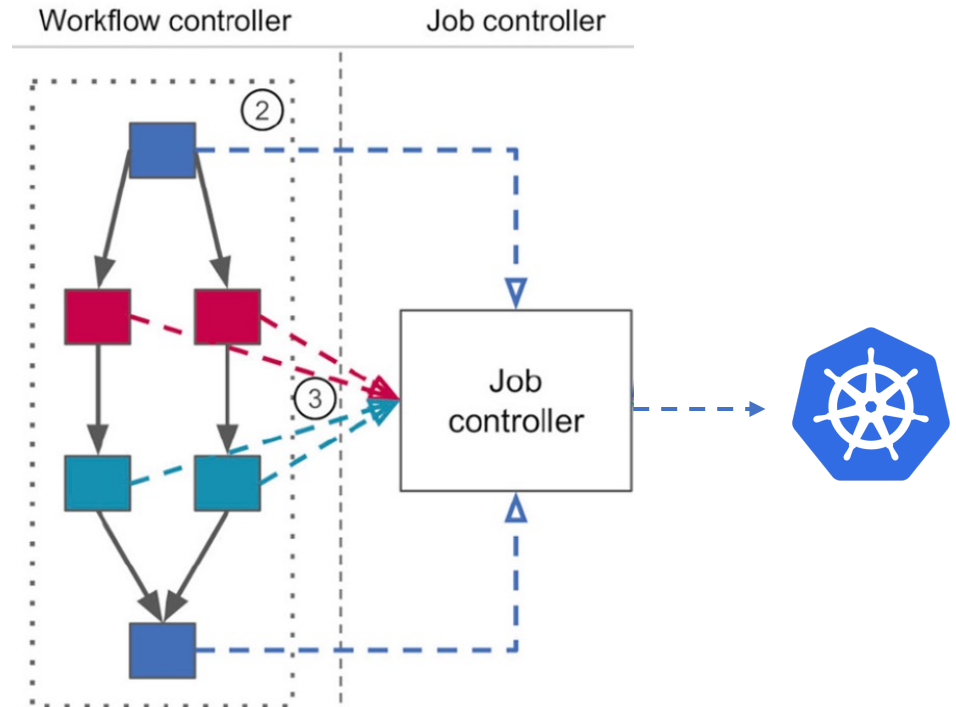 Workflow controller
Job controller
②
③
Job
controller